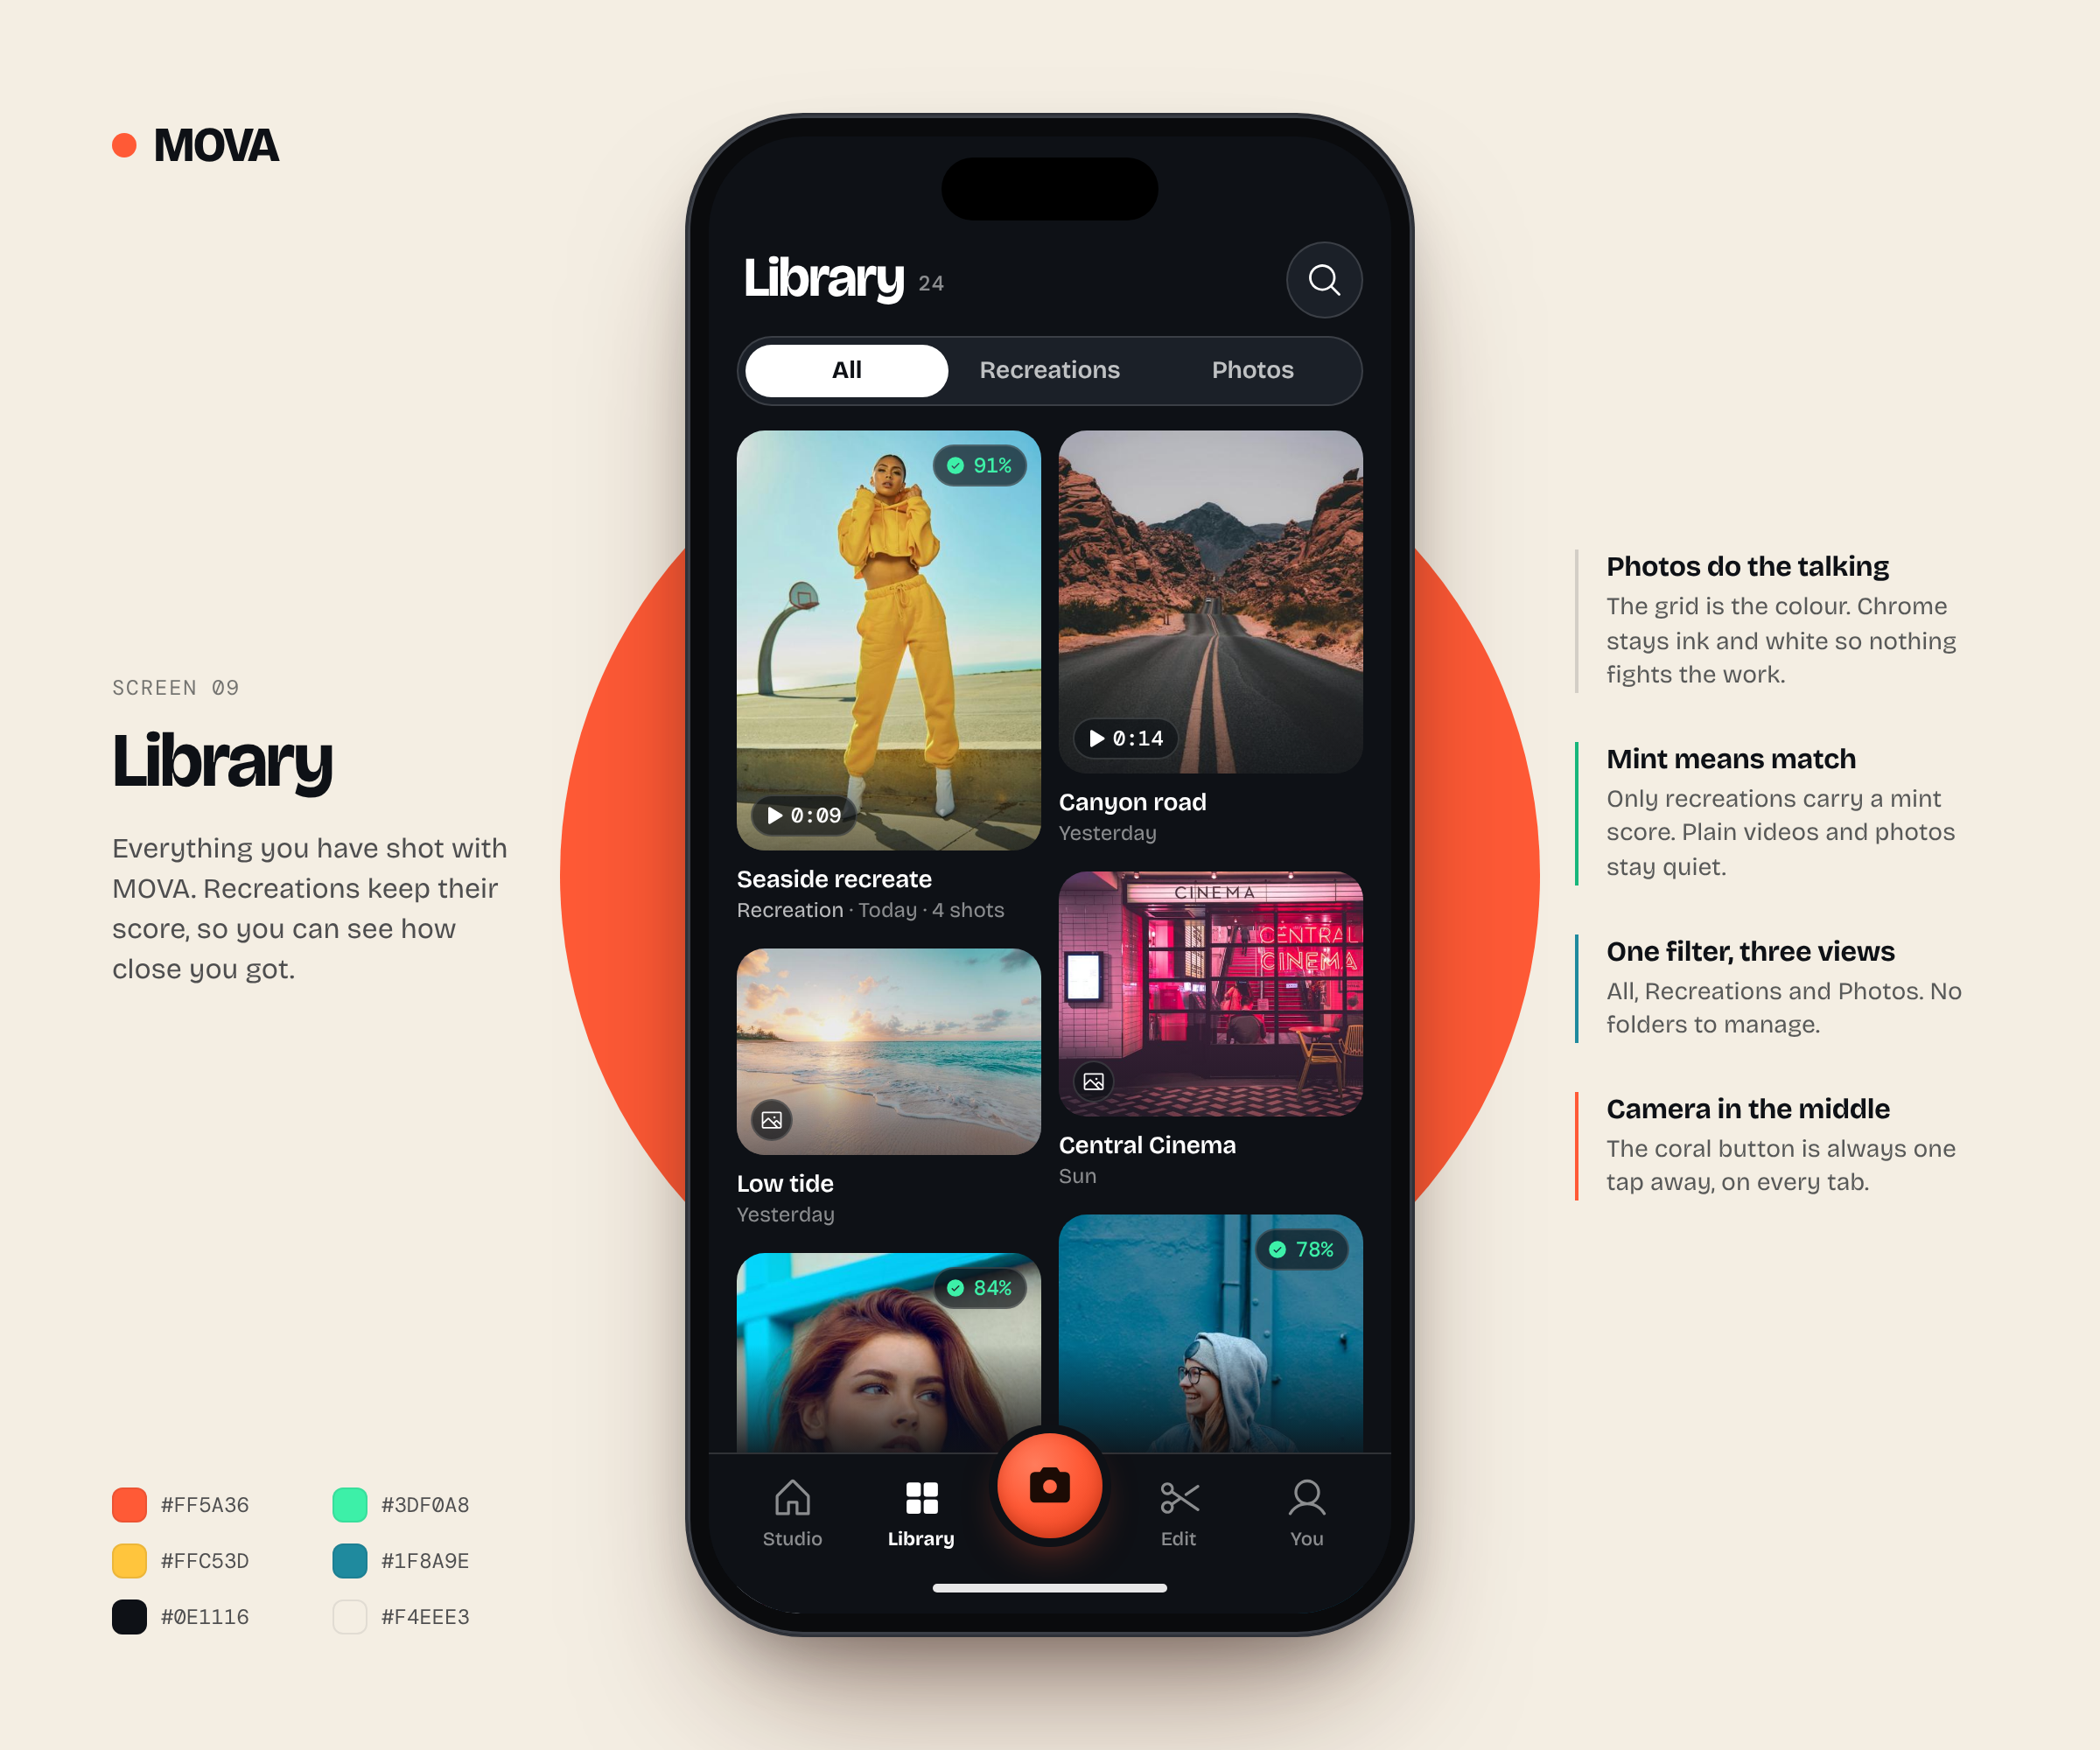 MOVA
SCREEN 09
Library
Everything you have shot with
MOVA. Recreations keep their
score, so you can see how
close you got.
#FF5A36
#3DF0A8
#FFC53D
#1F8A9E
#0E1116
#F4EEE3
Library 24
All
Recreations
Photos
91%
0:09
Seaside recreate
Recreation · Today · 4 shots
0:14
Canyon road
Yesterday
CINEMA
CENTRAL
CINEMA
Central Cinema
Sun
Low tide
Yesterday
84%
78%
Studio
Library
Edit
You
Photos do the talking
The grid is the colour. Chrome
stays ink and white so nothing
fights the work.
Mint means match
Only recreations carry a mint
score. Plain videos and photos
stay quiet.
One filter, three views
All, Recreations and Photos. No
folders to manage.
Camera in the middle
The coral button is always one
tap away, on every tab.